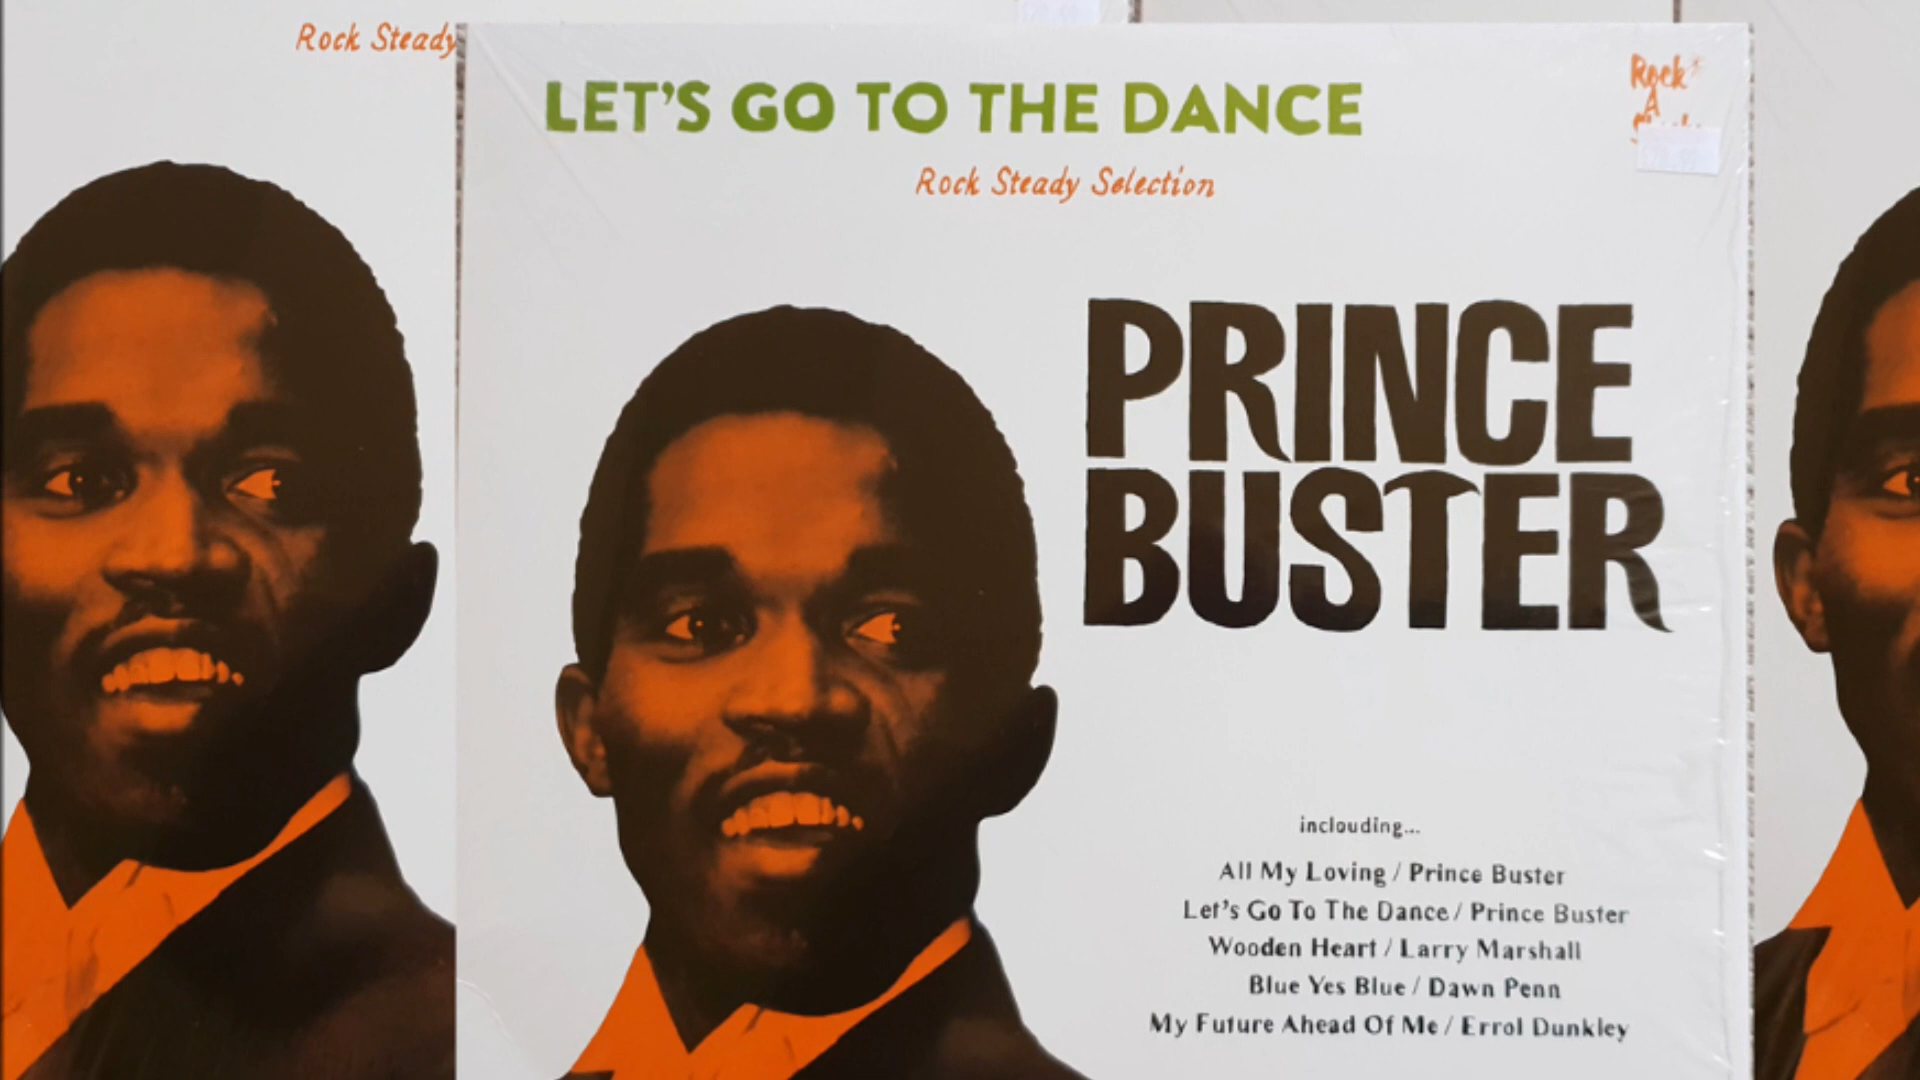 Rock Steady
LET'S GO TO THE DANCE
Rock Steady Selection
Rock
A
PRINCE
BUSTER
inclouding...
All My Loving / Prince Buster
Let's Go To The Dance / Prince Buster
Wooden Heart / Larry Marshall
Blue Yes Blue / Dawn Penn
My Future Ahead Of Me / Errol Dunkley